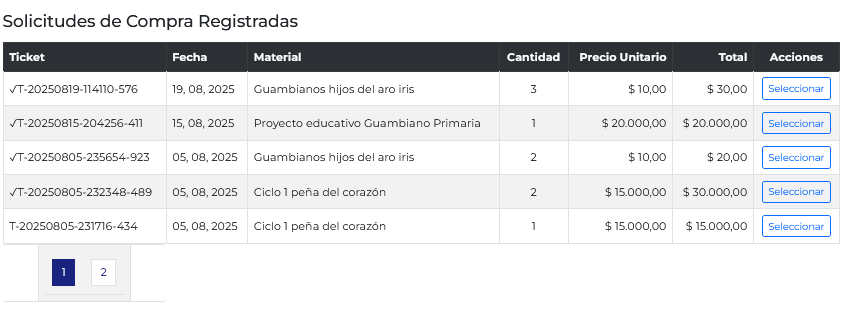 Solicitudes de Compra Registradas
Ticket Fecha Material Cantidad Precio Unitario Total Acciones
✓T-20250819-114110-576 19, 08, 2025 Guambianos hijos del aro iris 3 $ 10,00 $ 30,00 Seleccionar
✓T-20250815-204256-411 15, 08, 2025 Proyecto educativo Guambiano Primaria 1 $ 20.000,00 $ 20.000,00 Seleccionar
✓T-20250805-235654-923 05, 08, 2025 Guambianos hijos del aro iris 2 $ 10,00 $ 20,00 Seleccionar
✓T-20250805-232348-489 05, 08, 2025 Ciclo 1 peña del corazón 2 $ 15.000,00 $ 30.000,00 Seleccionar
T-20250805-231716-434 05, 08, 2025 Ciclo 1 peña del corazón 1 $ 15.000,00 $ 15.000,00 Seleccionar
1 2